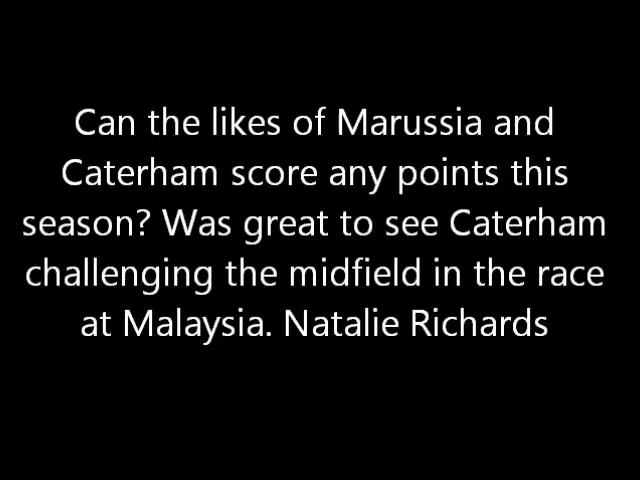 Can the likes of Marussia and
Caterham score any points this
season? Was great to see Caterham
challenging the midfield in the race
at Malaysia. Natalie Richards